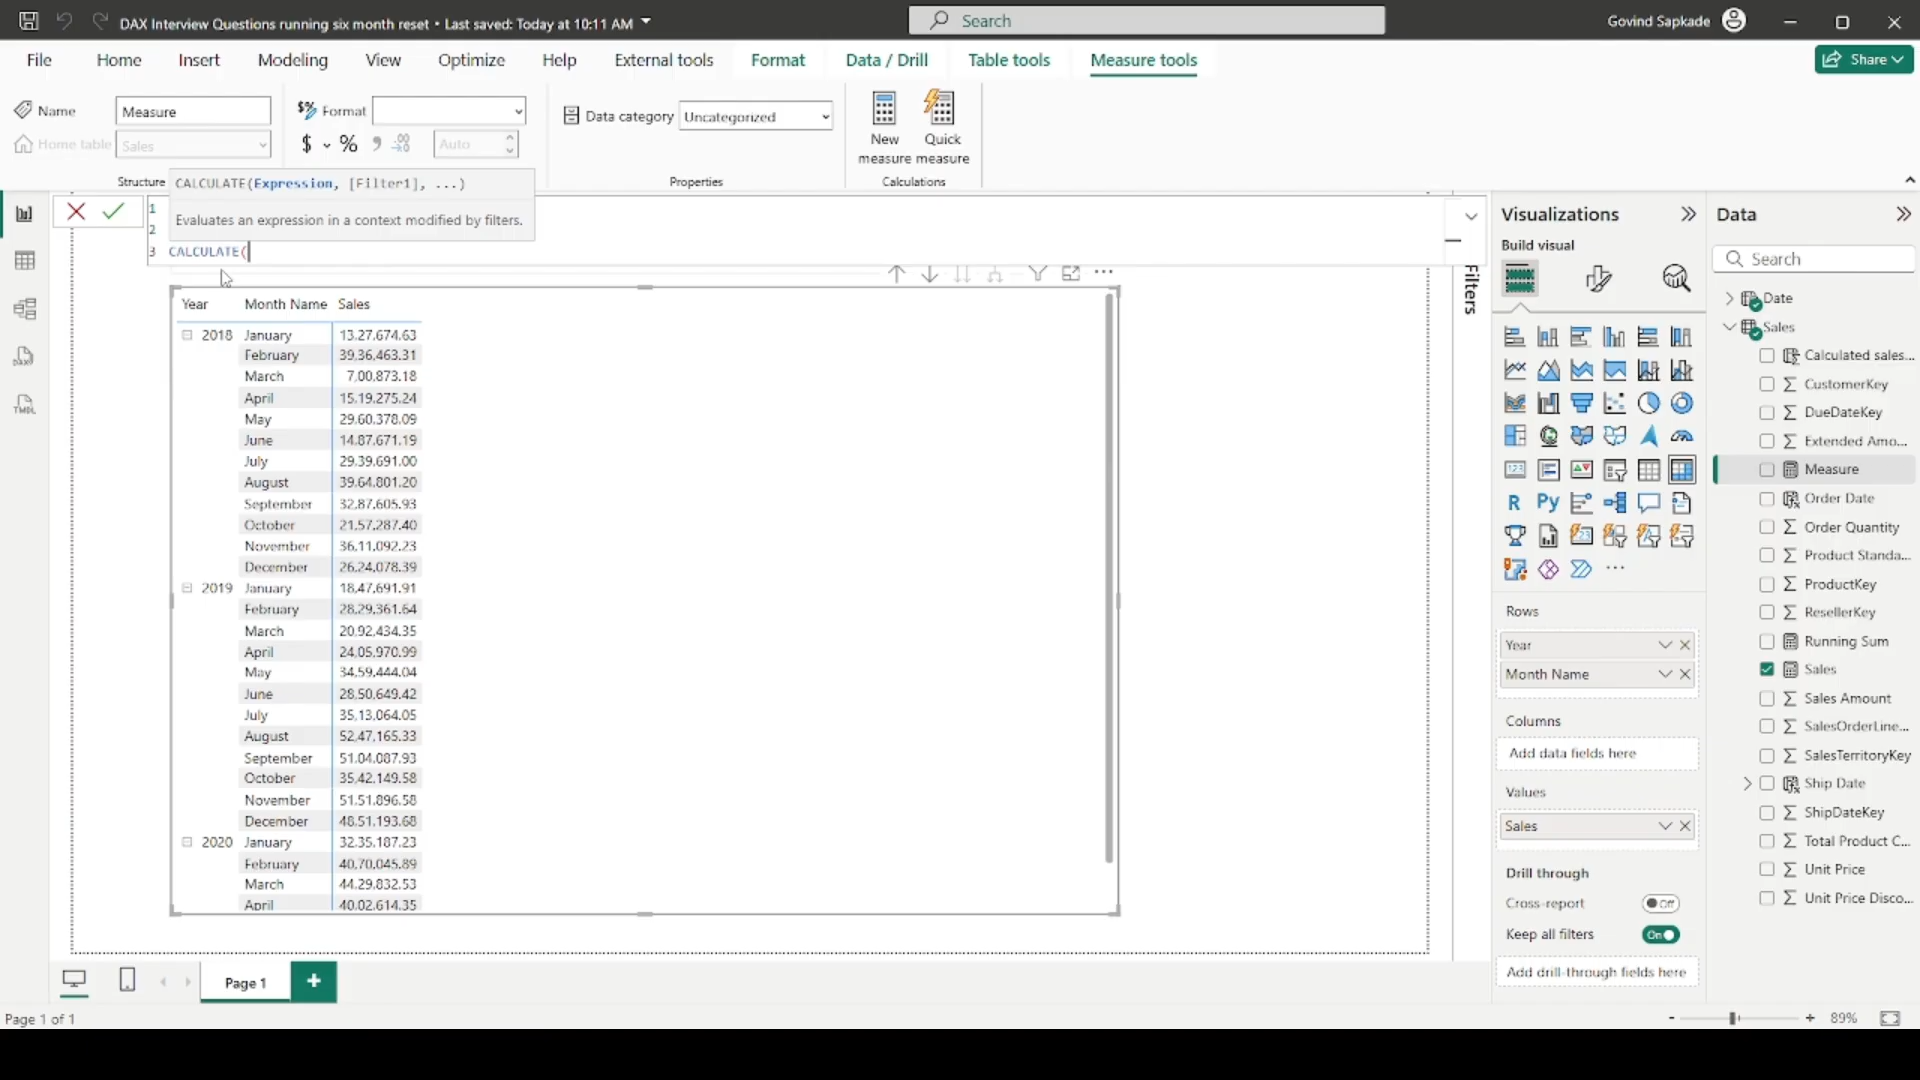 DAX Interview Questions running six month reset • Last saved: Today at 10:11 AM
Search
Govind Sapkade
File
Home
Insert
Modeling
View
Optimize
Help
External tools
Format
Data / Drill
Table tools
Measure tools
Share
Name
Measure
Format
Data category
Uncategorized
New measure
Quick measure
Home table
Sales
$
%
Auto
Structure
Properties
Calculations
CALCULATE(Expression, [Filter1], ...)
Evaluates an expression in a context modified by filters.
1
2
3 CALCULATE(
Filters
Year Month Name Sales
2018 January 13,27,674.63
February 39,36,463.31
March 7,00,873.18
April 15,19,275.24
May 29,60,378.09
June 14,87,671.19
July 29,39,691.00
August 39,64,801.20
September 32,87,605.93
October 21,57,287.40
November 36,11,092.23
December 26,24,078.39
2019 January 18,47,691.91
February 28,29,361.64
March 20,92,434.35
April 24,05,970.99
May 34,59,444.04
June 28,50,649.42
July 35,13,064.05
August 52,47,165.33
September 51,04,087.93
October 35,42,149.58
November 51,51,896.58
December 48,51,193.68
2020 January 32,35,187.23
February 40,70,045.89
March 44,29,832.53
April 40,02,614.35
Visualizations
Build visual
123
R
Py
Rows
Year
Month Name
Columns
Add data fields here
Values
Sales
Drill through
Cross-report
Off
Keep all filters
On
Add drill-through fields here
Data
Search
Date
Sales
Calculated sales...
CustomerKey
DueDateKey
Extended Amo...
Measure
Order Date
Order Quantity
Product Standa...
ProductKey
ResellerKey
Running Sum
Sales
Sales Amount
SalesOrderLine...
SalesTerritoryKey
Ship Date
ShipDateKey
Total Product C...
Unit Price
Unit Price Disco...
Page 1
Page 1 of 1
- + 89%